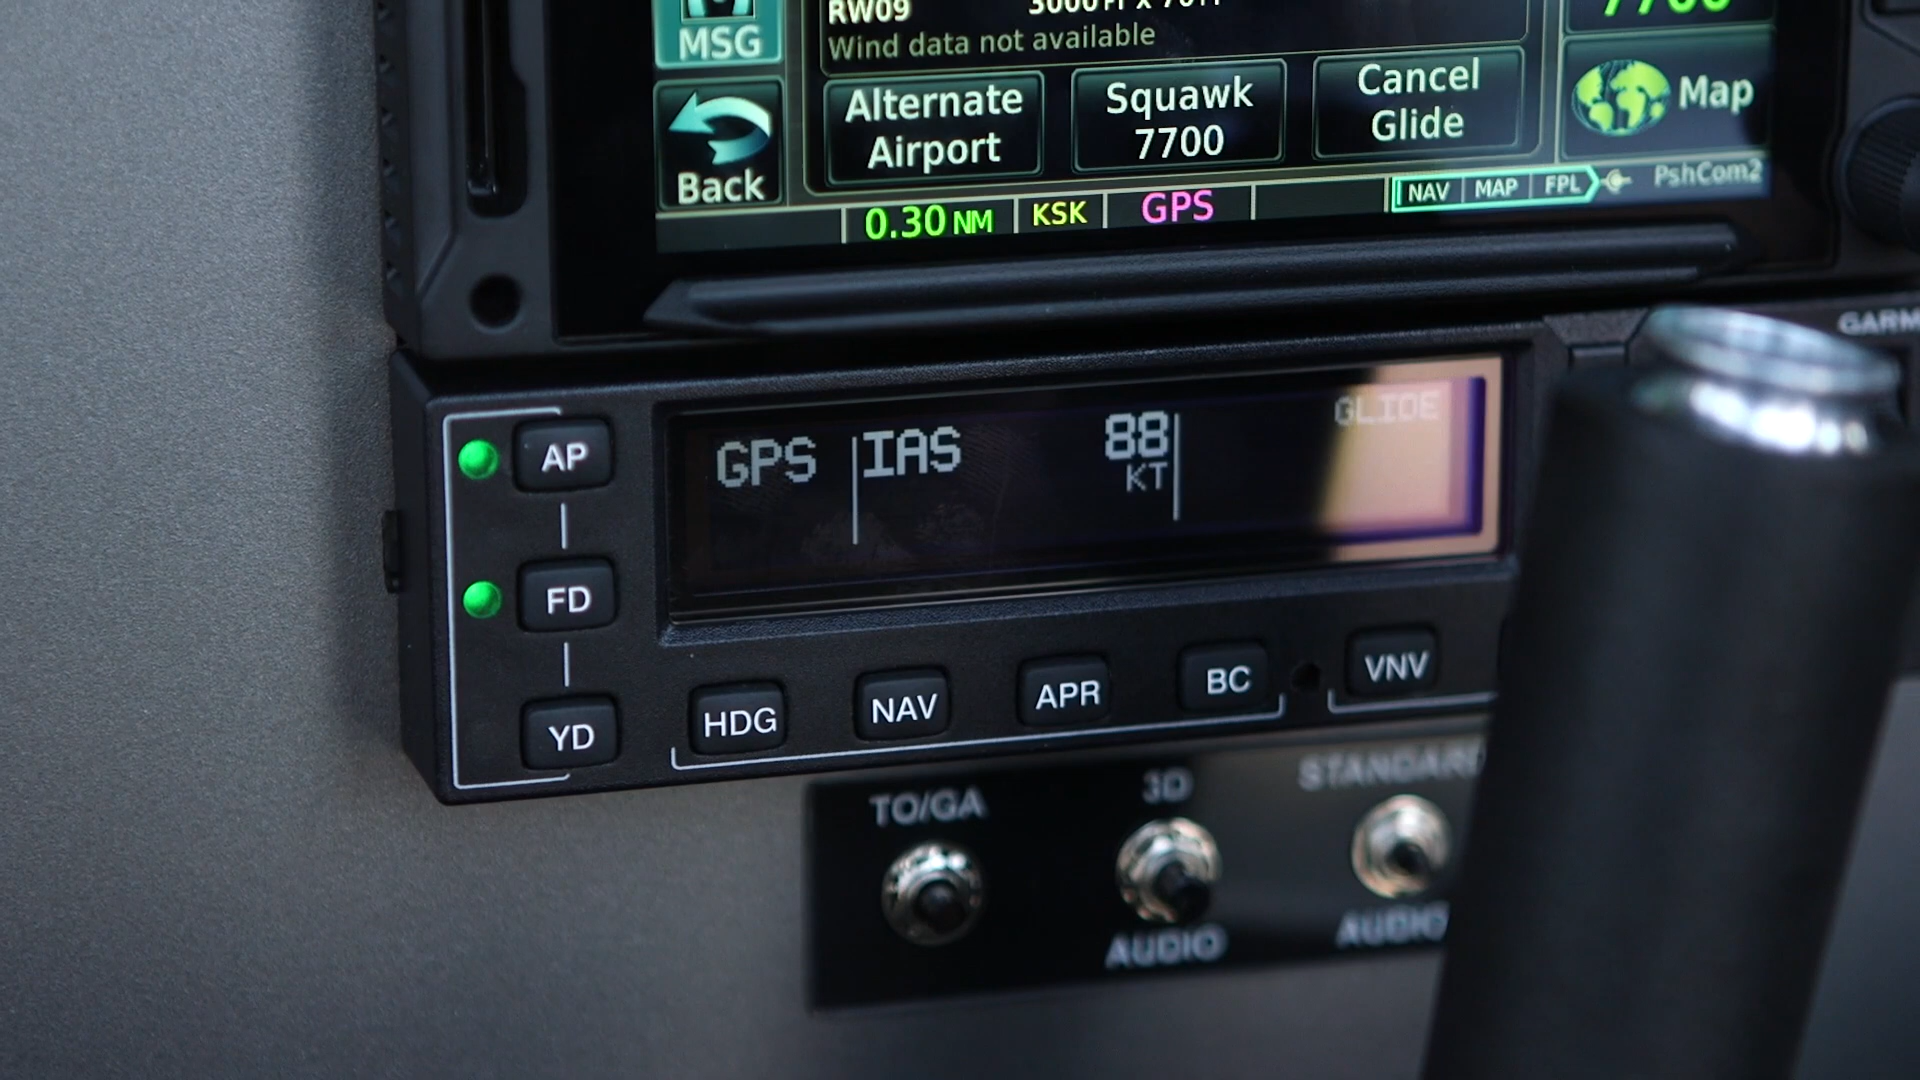 RW09 3000FT x 70FT
Wind data not available
MSG
Back
Alternate
Airport
Squawk
7700
Cancel
Glide
7700
Map
0.30 NM KSK GPS
NAV MAP FPL PshCom2
AP
FD
YD
GPS IAS 88
KT
GLIDE
HDG NAV APR BC VNV
TO/GA 3D STANDARD
AUDIO AUDIO